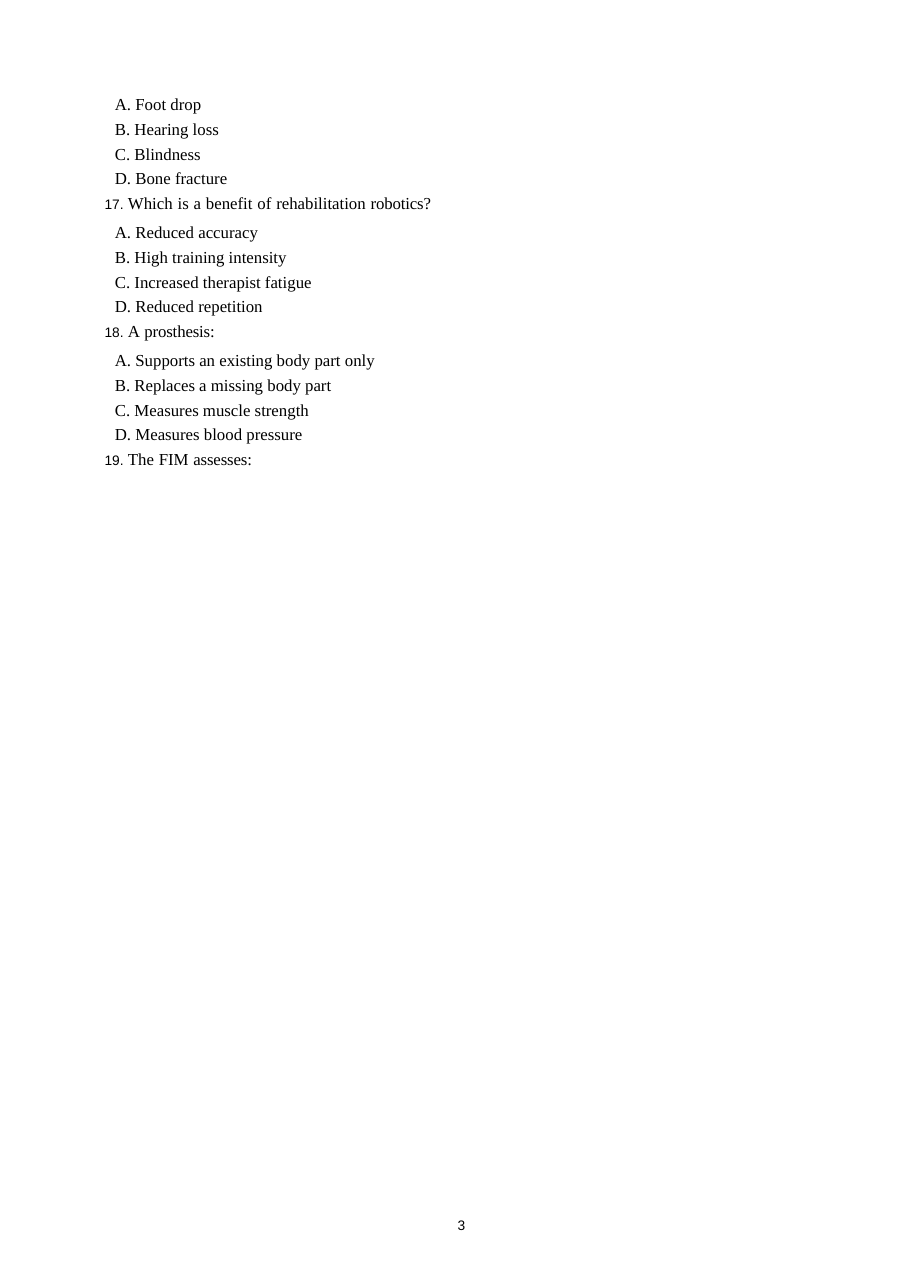 A. Foot drop
B. Hearing loss
C. Blindness
D. Bone fracture
17. Which is a benefit of rehabilitation robotics?
A. Reduced accuracy
B. High training intensity
C. Increased therapist fatigue
D. Reduced repetition
18. A prosthesis:
A. Supports an existing body part only
B. Replaces a missing body part
C. Measures muscle strength
D. Measures blood pressure
19. The FIM assesses:
3